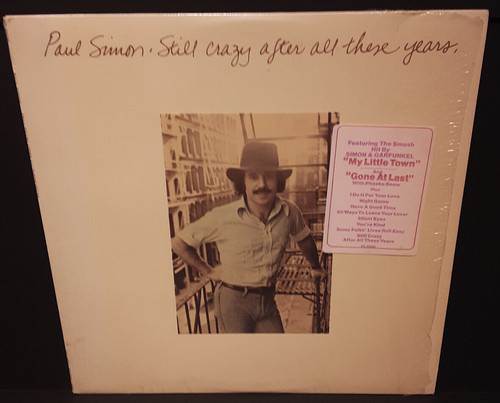 Paul Simon. Still crazy after all these years.
Featuring The Smash
Hit By
SIMON & GARFUNKEL
"My Little Town"
And
"Gone At Last"
With Phoebe Snow
Plus
I Do It For Your Love
Night Game
Have A Good Time
50 Ways To Leave Your Lover
Silent Eyes
You're Kind
Some Folks' Lives Roll Easy
Still Crazy
After All These Years